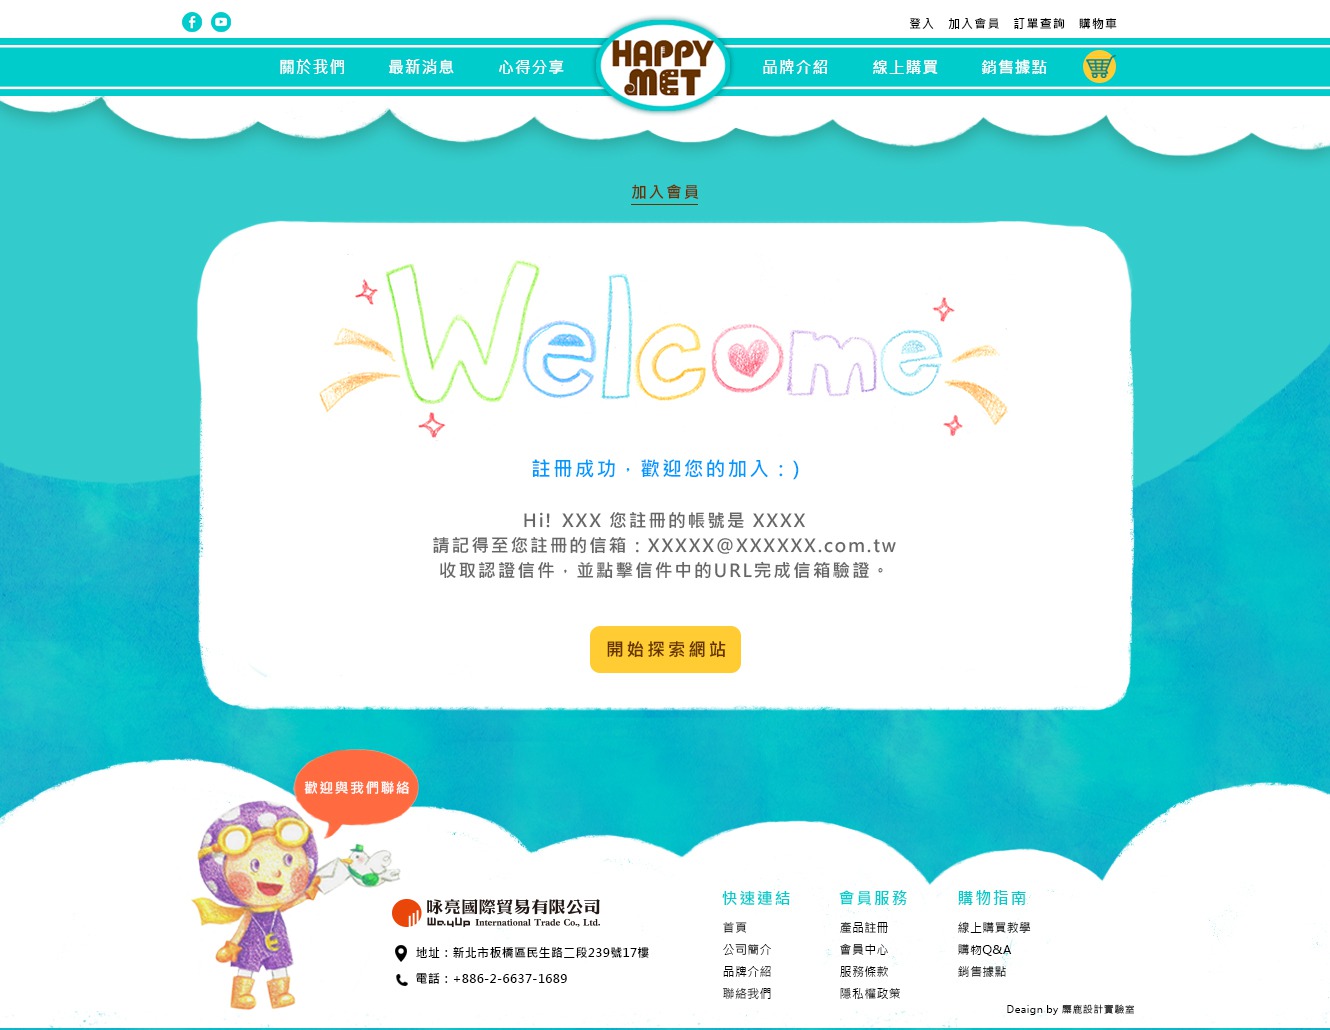 登入 加入會員 訂單查詢 購物車
關於我們 最新消息 心得分享 HAPPY MET 品牌介紹 線上購買 銷售據點
加入會員
Welcome
註冊成功，歡迎您的加入 : )
Hi! XXX 您註冊的帳號是 XXXX
請記得至您註冊的信箱：XXXXX@XXXXXX.com.tw
收取認證信件，並點擊信件中的URL完成信箱驗證。
開始探索網站
歡迎與我們聯絡
咏亮國際貿易有限公司
WayUp International Trade Co., Ltd.
地址：新北市板橋區民生路二段239號17樓
電話：+886-2-6637-1689
快速連結 會員服務 購物指南
首頁 產品註冊 線上購買教學
公司簡介 會員中心 購物Q&A
品牌介紹 服務條款 銷售據點
聯絡我們 隱私權政策
Deaign by 麋鹿設計實驗室